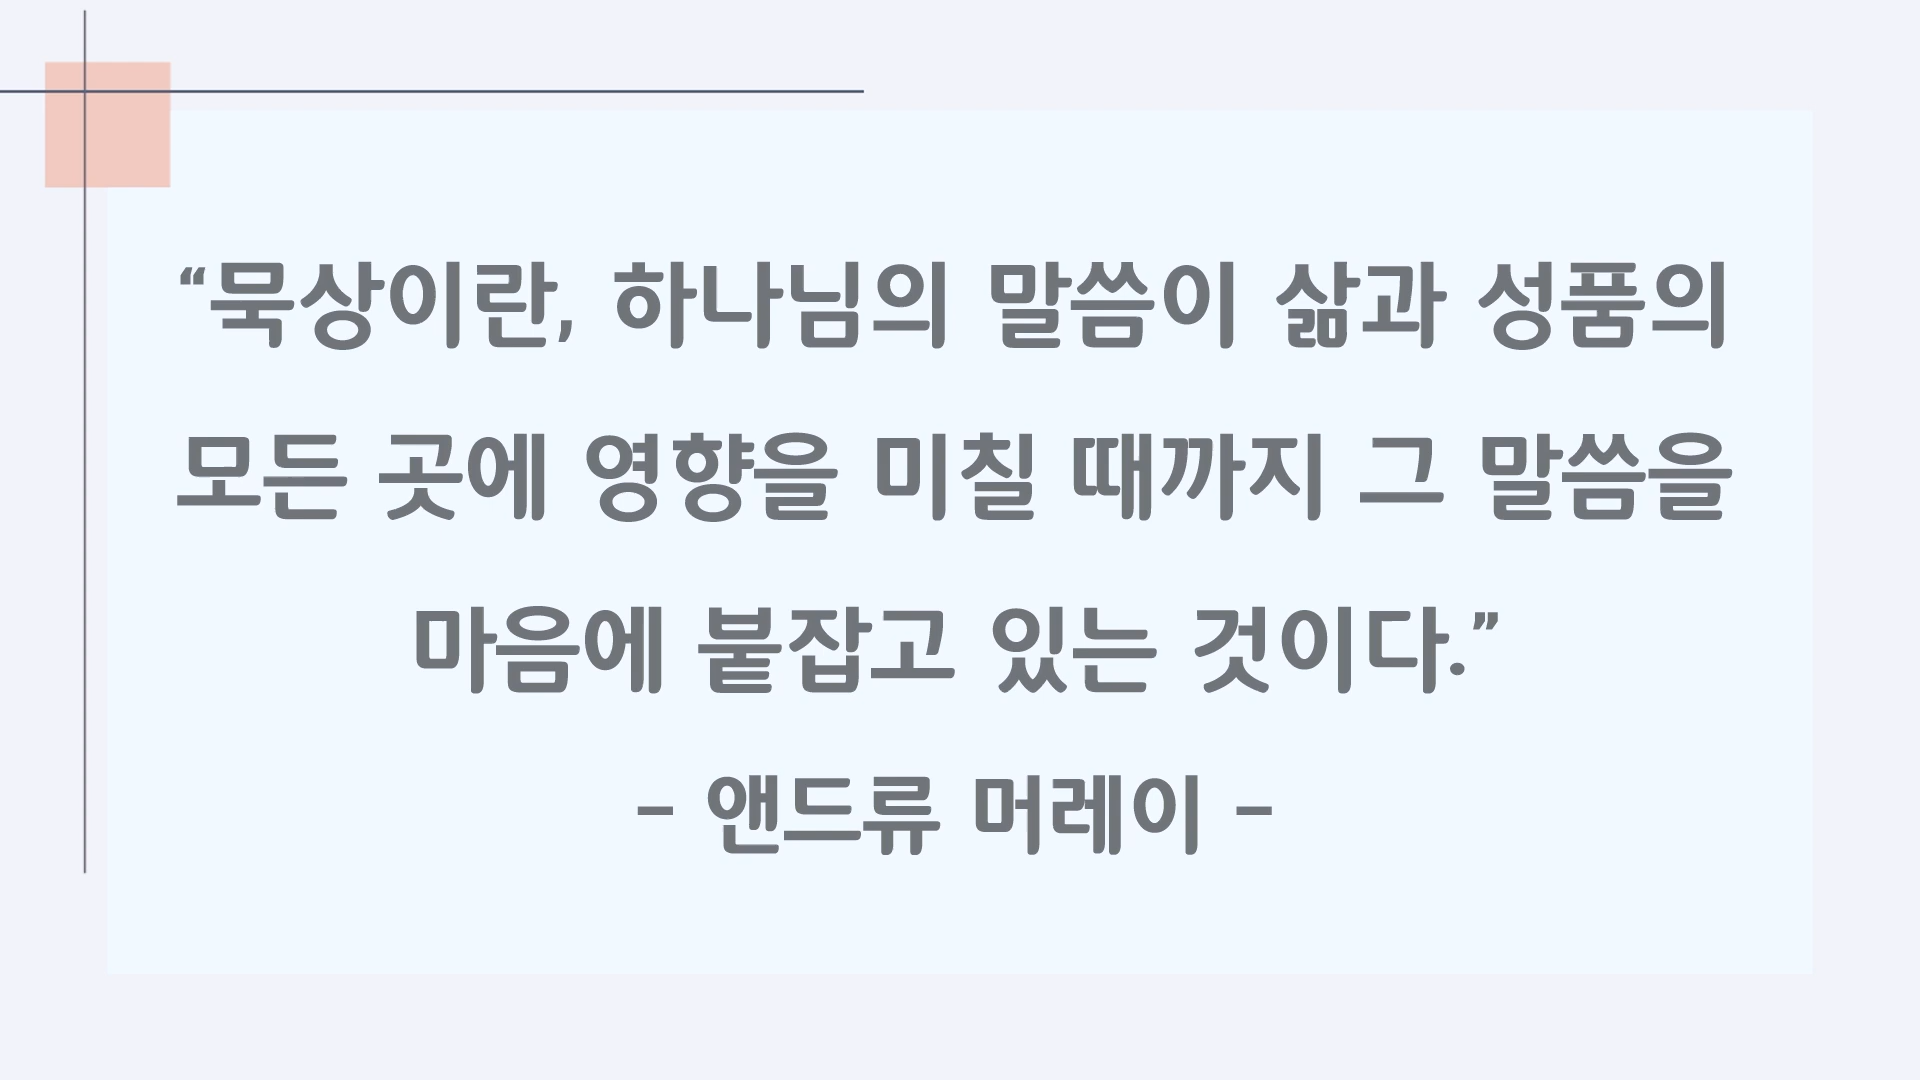 “묵상이란, 하나님의 말씀이 삶과 성품의
모든 곳에 영향을 미칠 때까지 그 말씀을
마음에 붙잡고 있는 것이다.”
– 앤드류 머레이 –